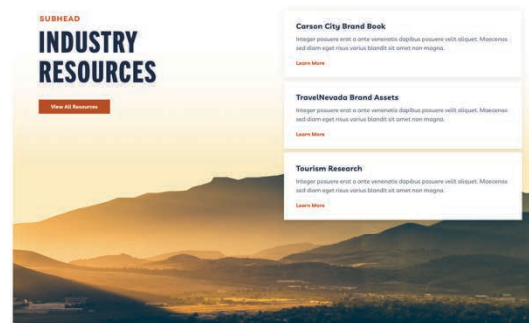 SUBHEAD
INDUSTRY
RESOURCES
View All Resources
Carson City Brand Book
Integer posuere erat a ante venenatis dapibus posuere velit aliquet. Maecenas
sed diam eget risus varius blandit sit amet non magna.
Learn More
TravelNevada Brand Assets
Integer posuere erat a ante venenatis dapibus posuere velit aliquet. Maecenas
sed diam eget risus varius blandit sit amet non magna.
Learn More
Tourism Research
Integer posuere erat a ante venenatis dapibus posuere velit aliquet. Maecenas
sed diam eget risus varius blandit sit amet non magna.
Learn More